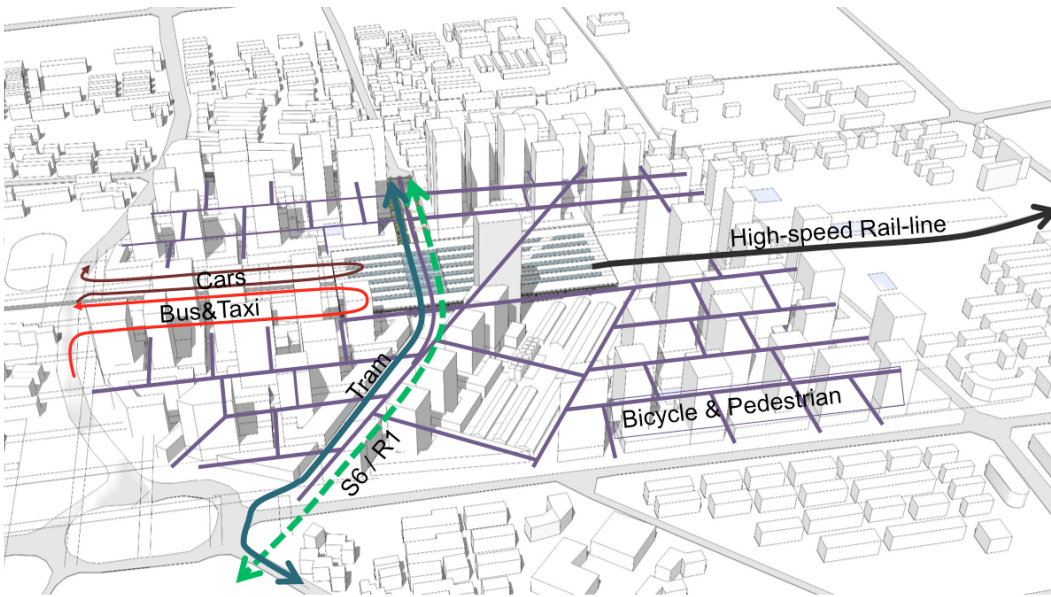 High-speed Rail-line
Cars
Bus&Taxi
Tram
Bicycle & Pedestrian
S6 / R1